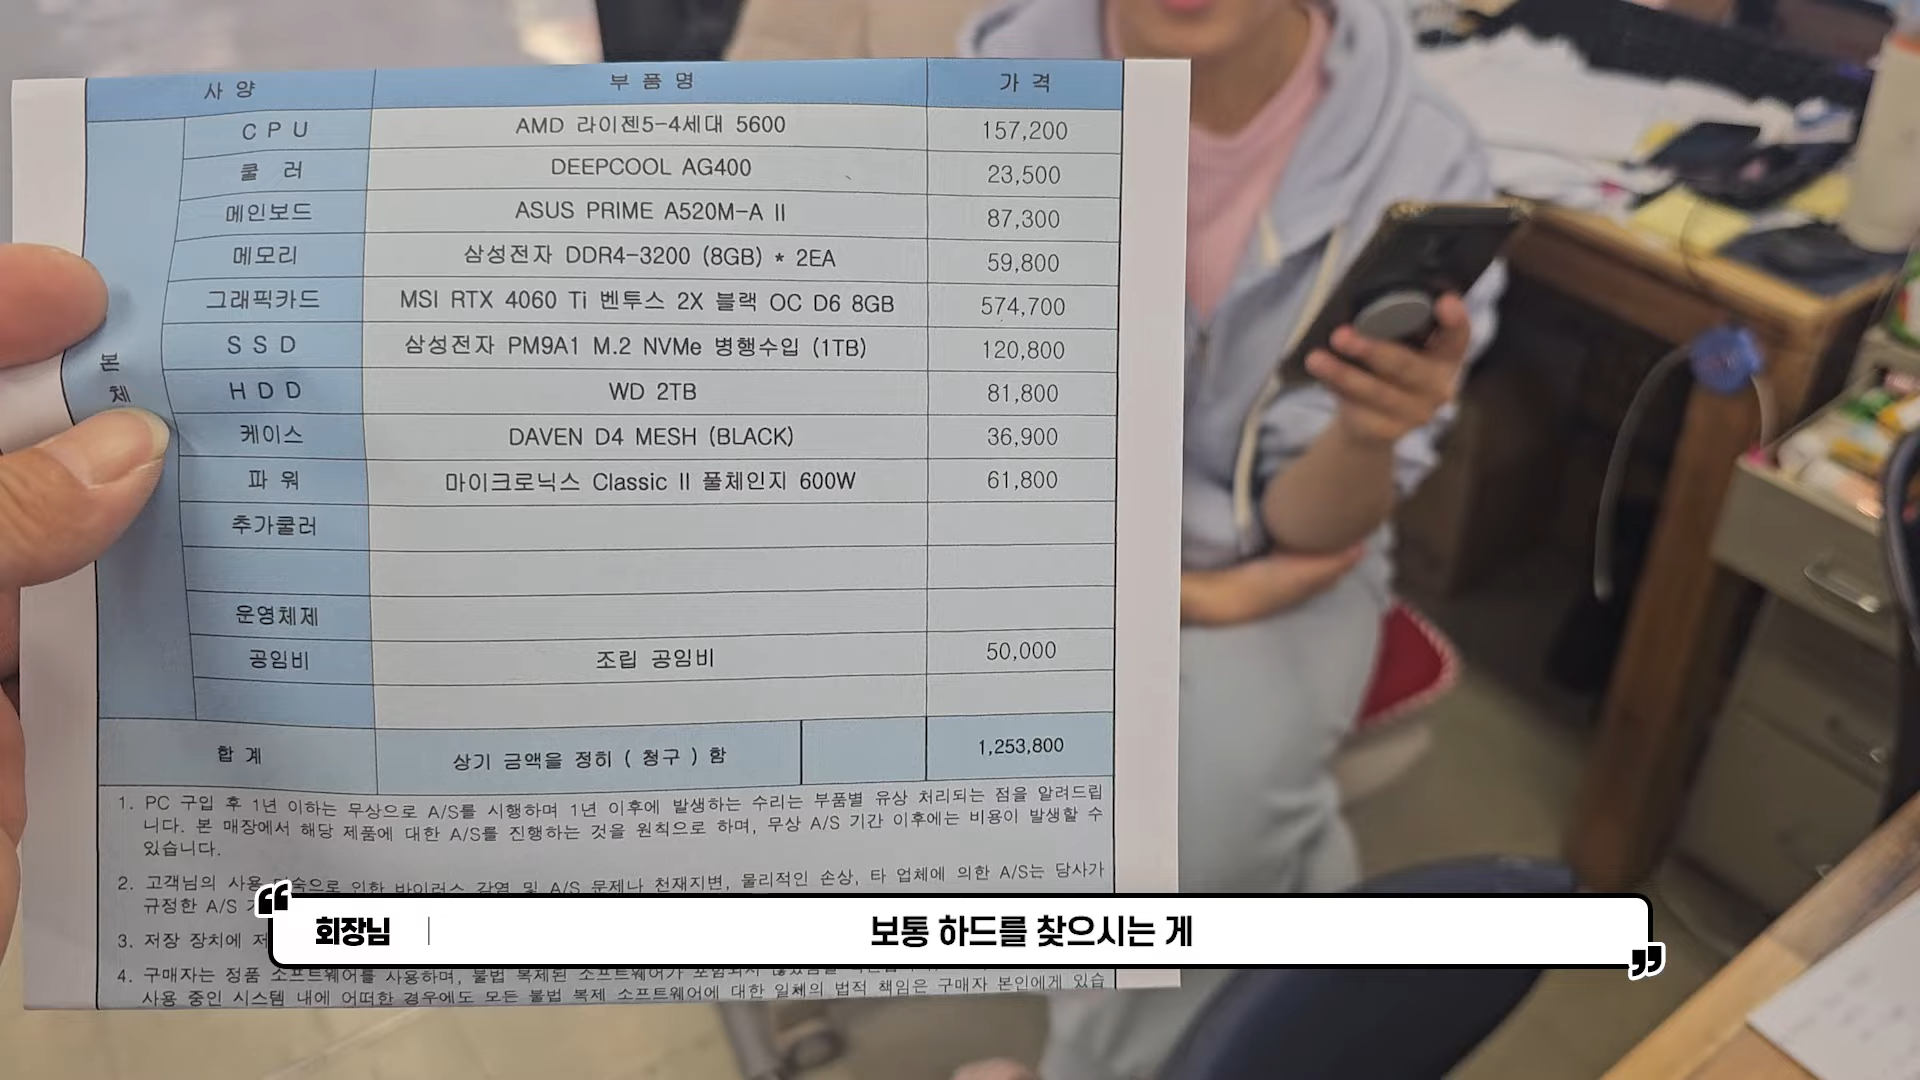 사 양 부 품 명 가 격
C P U AMD 라이젠5-4세대 5600 157,200
쿨 러 DEEPCOOL AG400 23,500
메인보드 ASUS PRIME A520M-A II 87,300
메모리 삼성전자 DDR4-3200 (8GB) * 2EA 59,800
그래픽카드 MSI RTX 4060 Ti 벤투스 2X 블랙 OC D6 8GB 574,700
S S D 삼성전자 PM9A1 M.2 NVMe 병행수입 (1TB) 120,800
본
체
H D D WD 2TB 81,800
케이스 DAVEN D4 MESH (BLACK) 36,900
파 워 마이크로닉스 Classic II 풀체인지 600W 61,800
추가쿨러
운영체제
공임비 조립 공임비 50,000
합 계 상기 금액을 정히 ( 청구 ) 함 1,253,800
1. PC 구입 후 1년 이하는 무상으로 A/S를 시행하며 1년 이후에 발생하는 수리는 부품별 유상 처리되는 점을 알려드립
니다. 본 매장에서 해당 제품에 대한 A/S를 진행하는 것을 원칙으로 하며, 무상 A/S 기간 이후에는 비용이 발생할 수
있습니다.
2. 고객님의 사용 인한 바이러스 감염 및 A/S 문제나 천재지변, 물리적인 손상, 타 업체에 의한 A/S는 당사가
규정한 A/S
3. 저장 장치에
4. 구매자는 정품 소프트웨어를 사용하며, 불법 복제된 소프트웨어가
사용 중인 시스템 내에 어떠한 경우에도 모든 불법 복제 소프트웨어에 대한 일체의 법적 책임은 구매자 본인에게 있습
회장님 보통 하드를 찾으시는 게